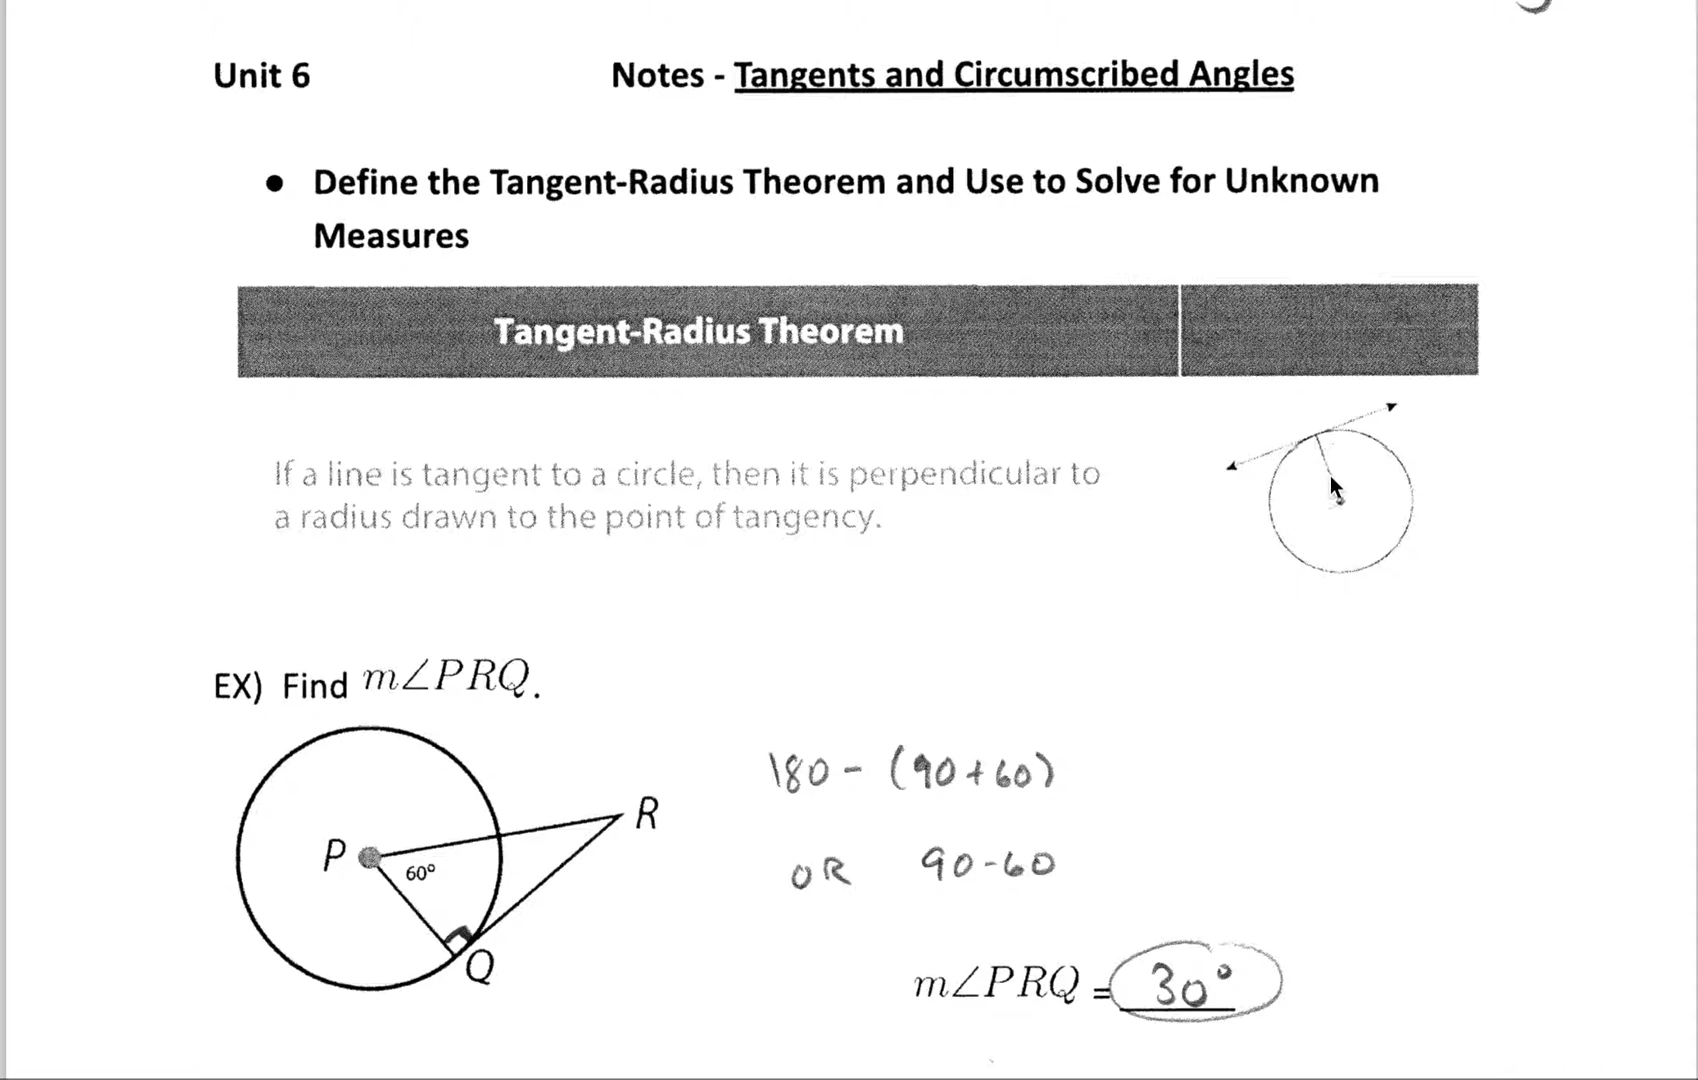 Unit 6 Notes - Tangents and Circumscribed Angles
● Define the Tangent-Radius Theorem and Use to Solve for Unknown
Measures
Tangent-Radius Theorem
If a line is tangent to a circle, then it is perpendicular to
a radius drawn to the point of tangency.
EX) Find m∠PRQ.
180 - (90+60)
R
P
60°
OR 90-60
Q
m∠PRQ = 30°